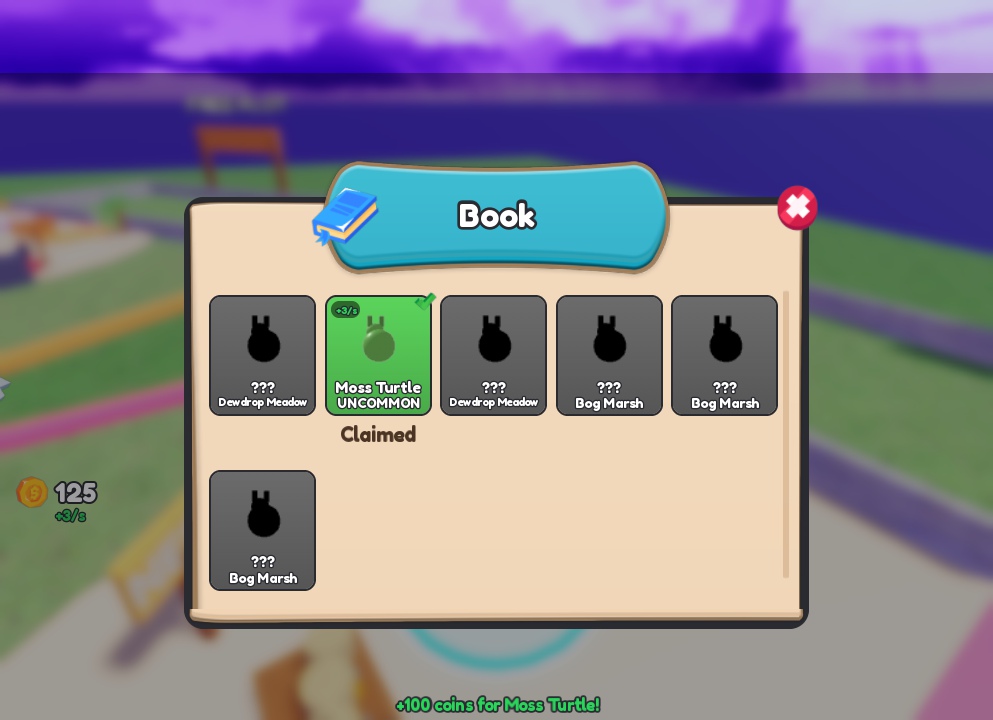 Book
+3/s
???
Dewdrop Meadow
Moss Turtle
UNCOMMON
???
Dewdrop Meadow
???
Bog Marsh
???
Bog Marsh
Claimed
125
+3/s
???
Bog Marsh
+100 coins for Moss Turtle!